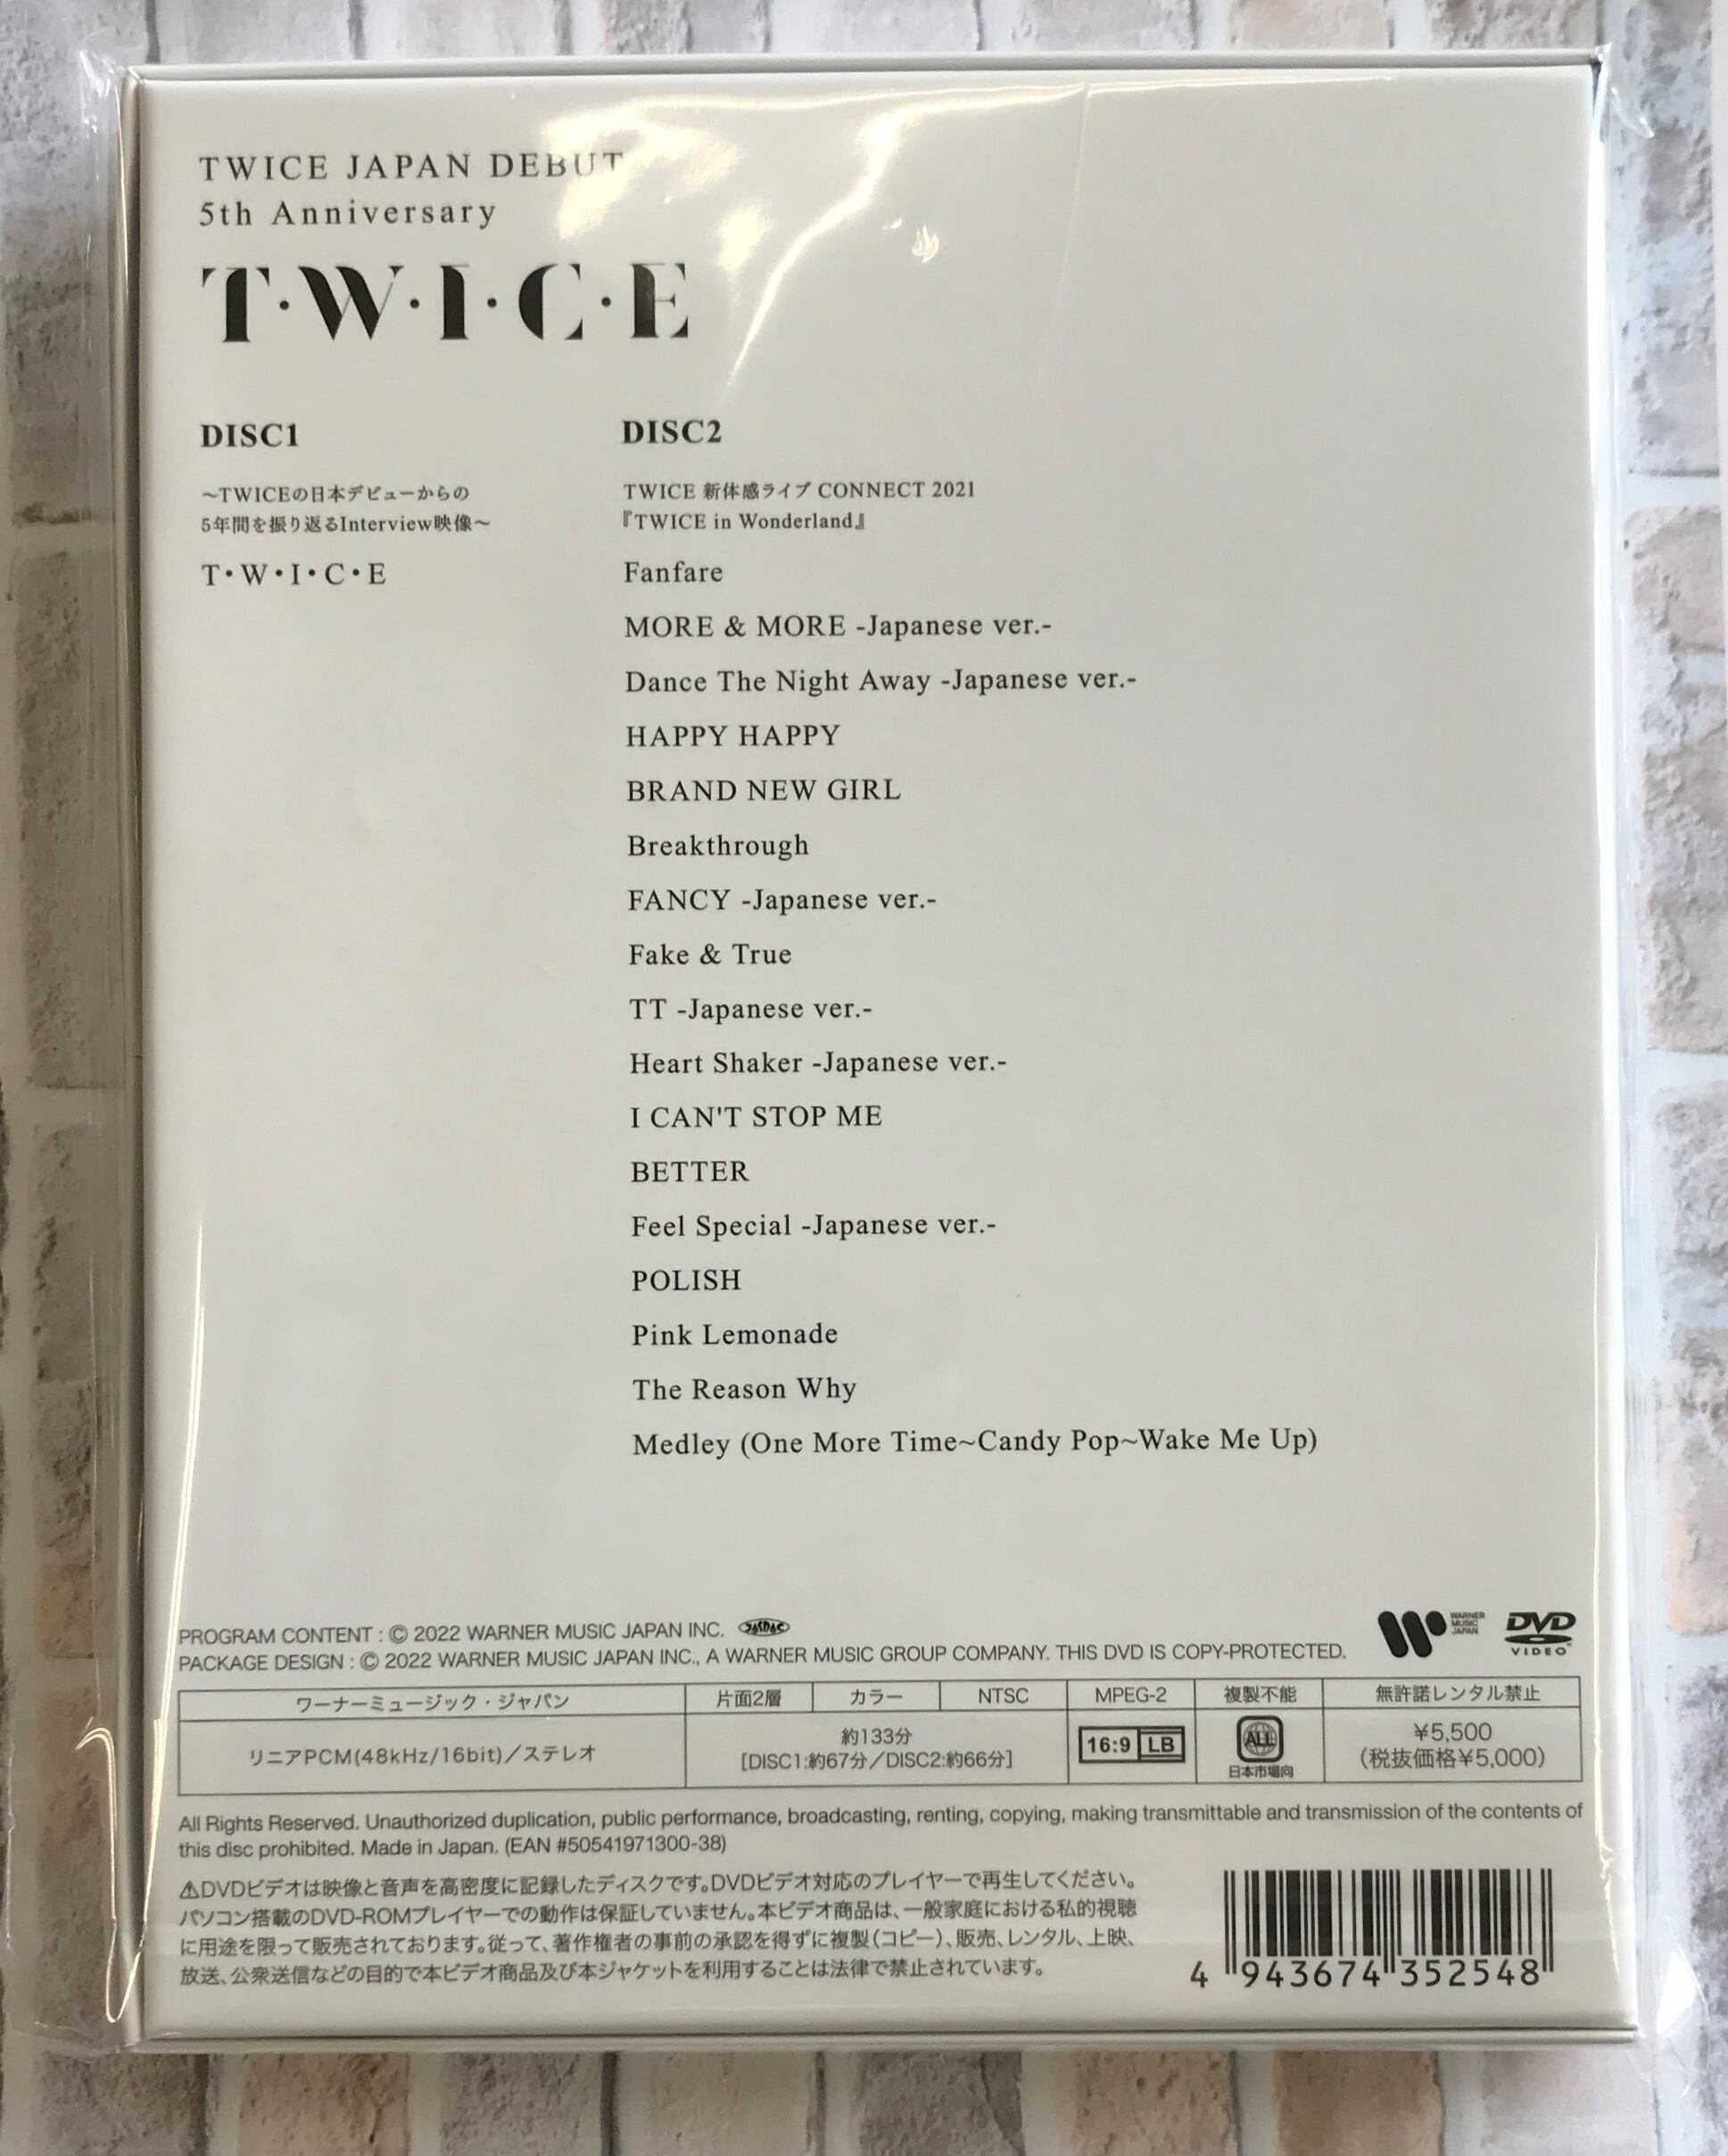 TWICE JAPAN DEBUT
5th Anniversary
T·W·I·C·E
DISC1
～TWICEの日本デビューからの
5年間を振り返るInterview映像～
T・W・I・C・E
DISC2
TWICE 新体感ライブ CONNECT 2021
『TWICE in Wonderland』
Fanfare
MORE & MORE -Japanese ver.-
Dance The Night Away -Japanese ver.-
HAPPY HAPPY
BRAND NEW GIRL
Breakthrough
FANCY -Japanese ver.-
Fake & True
TT -Japanese ver.-
Heart Shaker -Japanese ver.-
I CAN'T STOP ME
BETTER
Feel Special -Japanese ver.-
POLISH
Pink Lemonade
The Reason Why
Medley (One More Time~Candy Pop~Wake Me Up)
PROGRAM CONTENT : © 2022 WARNER MUSIC JAPAN INC. JASRAC
PACKAGE DESIGN : © 2022 WARNER MUSIC JAPAN INC., A WARNER MUSIC GROUP COMPANY. THIS DVD IS COPY-PROTECTED.
WARNER
MUSIC
JAPAN
DVD
VIDEO™
ワーナーミュージック・ジャパン 片面2層 カラー NTSC MPEG-2 複製不能 無許諾レンタル禁止
リニアPCM(48kHz/16bit)／ステレオ
約133分
[DISC1:約67分／DISC2:約66分]
16:9 LB
ALL
日本市場向
¥5,500
(税抜価格¥5,000)
All Rights Reserved. Unauthorized duplication, public performance, broadcasting, renting, copying, making transmittable and transmission of the contents of
this disc prohibited. Made in Japan. (EAN #50541971300-38)
⚠DVDビデオは映像と音声を高密度に記録したディスクです。DVDビデオ対応のプレイヤーで再生してください。
パソコン搭載のDVD-ROMプレイヤーでの動作は保証していません。本ビデオ商品は、一般家庭における私的視聴
に用途を限って販売されております。従って、著作権者の事前の承認を得ずに複製(コピー)、販売、レンタル、上映、
放送、公衆送信などの目的で本ビデオ商品及び本ジャケットを利用することは法律で禁止されています。
4 943674 352548